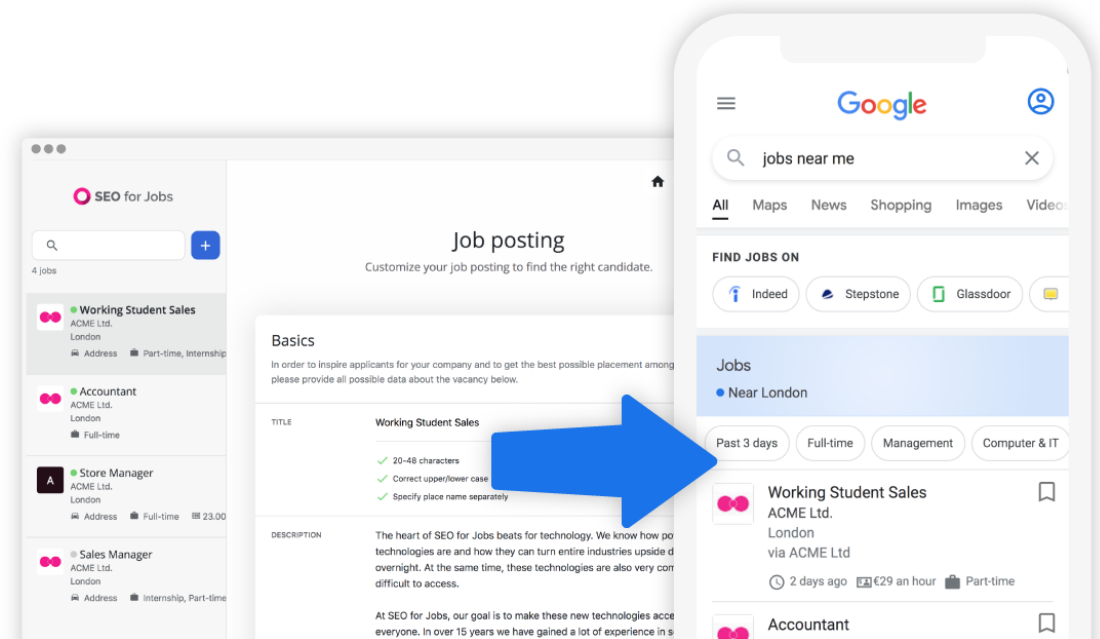 SEO for Jobs
4 jobs
Working Student Sales
ACME Ltd.
London
Address Part-time, Internship
Accountant
ACME Ltd.
London
Full-time
A
Store Manager
ACME Ltd.
London
Address Full-time 23.00
Sales Manager
ACME Ltd.
London
Address Internship, Part-time
Job posting
Customize your job posting to find the right candidate.
Basics
In order to inspire applicants for your company and to get the best possible placement among
please provide all possible data about the vacancy below.
TITLE
Working Student Sales
20-48 characters
Correct upper/lower case
Specify place name separately
DESCRIPTION
The heart of SEO for Jobs beats for technology. We know how po
technologies are and how they can turn entire industries upside d
overnight. At the same time, these technologies are also very com
difficult to access.
At SEO for Jobs, our goal is to make these new technologies acce
everyone. In over 15 years we have gained a lot of experience in s
Google
jobs near me
All Maps News Shopping Images Videos
FIND JOBS ON
Indeed Stepstone Glassdoor
Jobs
Near London
Past 3 days Full-time Management Computer & IT
Working Student Sales
ACME Ltd.
London
via ACME Ltd
2 days ago €29 an hour Part-time
Accountant